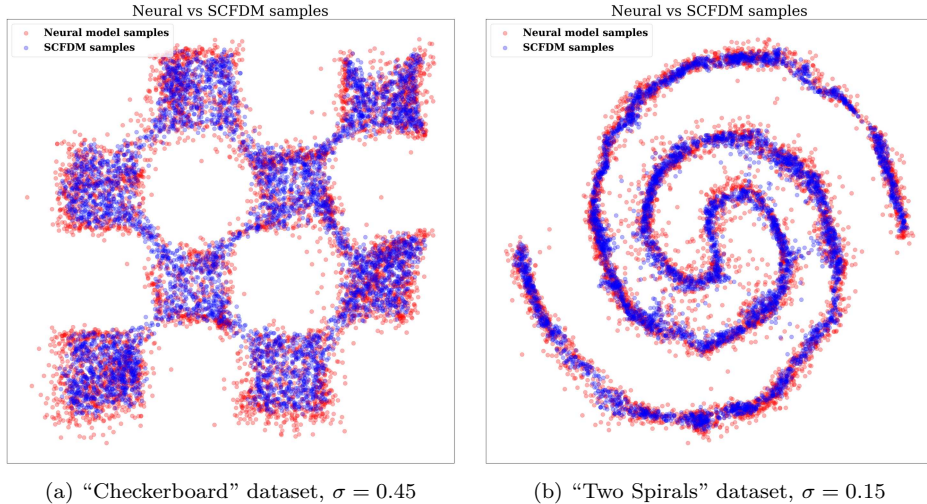 Neural vs SCFDM samples
Neural model samples
SCFDM samples
(a) “Checkerboard” dataset, σ = 0.45
Neural vs SCFDM samples
Neural model samples
SCFDM samples
(b) “Two Spirals” dataset, σ = 0.15